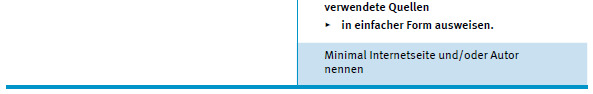 verwendete Quellen
► in einfacher Form ausweisen.
Minimal Internetseite und/oder Autor
nennen